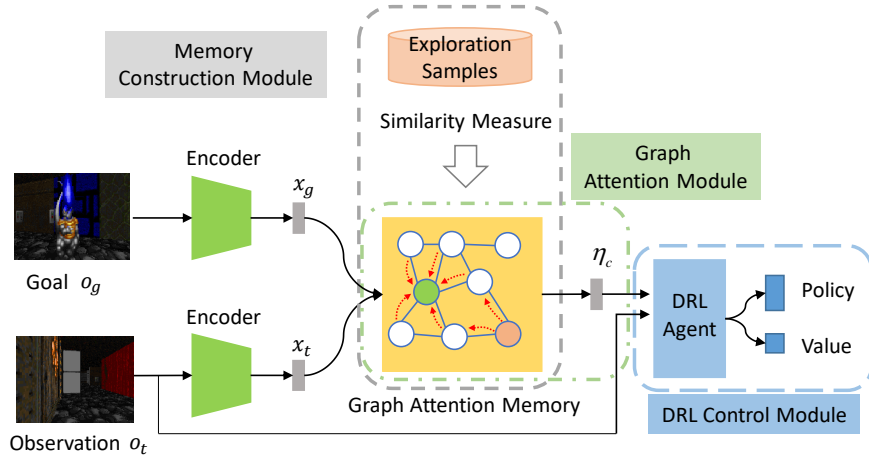 Memory
Construction Module
Exploration
Samples
Similarity Measure
Graph
Attention Module
Encoder
x_g
Goal o_g
η_c
DRL
Agent
Policy
Value
Encoder
x_t
Observation o_t
Graph Attention Memory
DRL Control Module